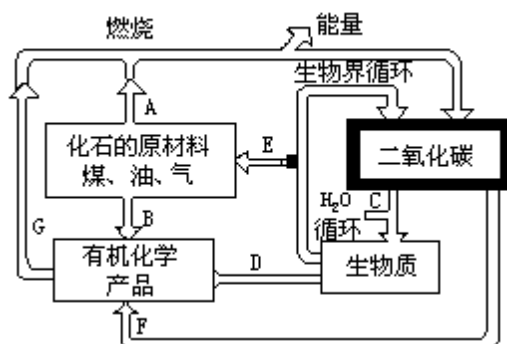 燃烧
能量
生物界循环
A
化石的原材料
煤、油、气
E
二氧化碳
H₂O
C
循环
B
G
有机化学
产品
D
生物质
F